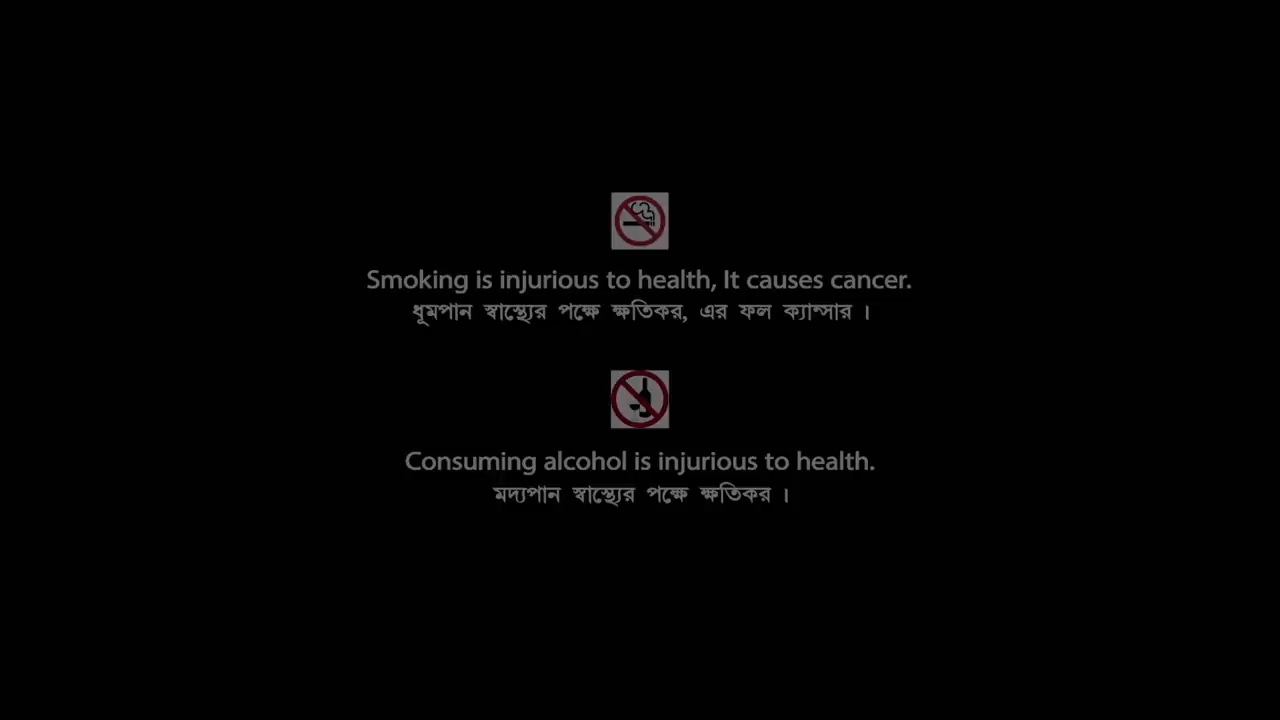 Smoking is injurious to health, It causes cancer.
ধূমপান স্বাস্থ্যের পক্ষে ক্ষতিকর, এর ফল ক্যান্সার ।
Consuming alcohol is injurious to health.
মদ্যপান স্বাস্থ্যের পক্ষে ক্ষতিকর ।